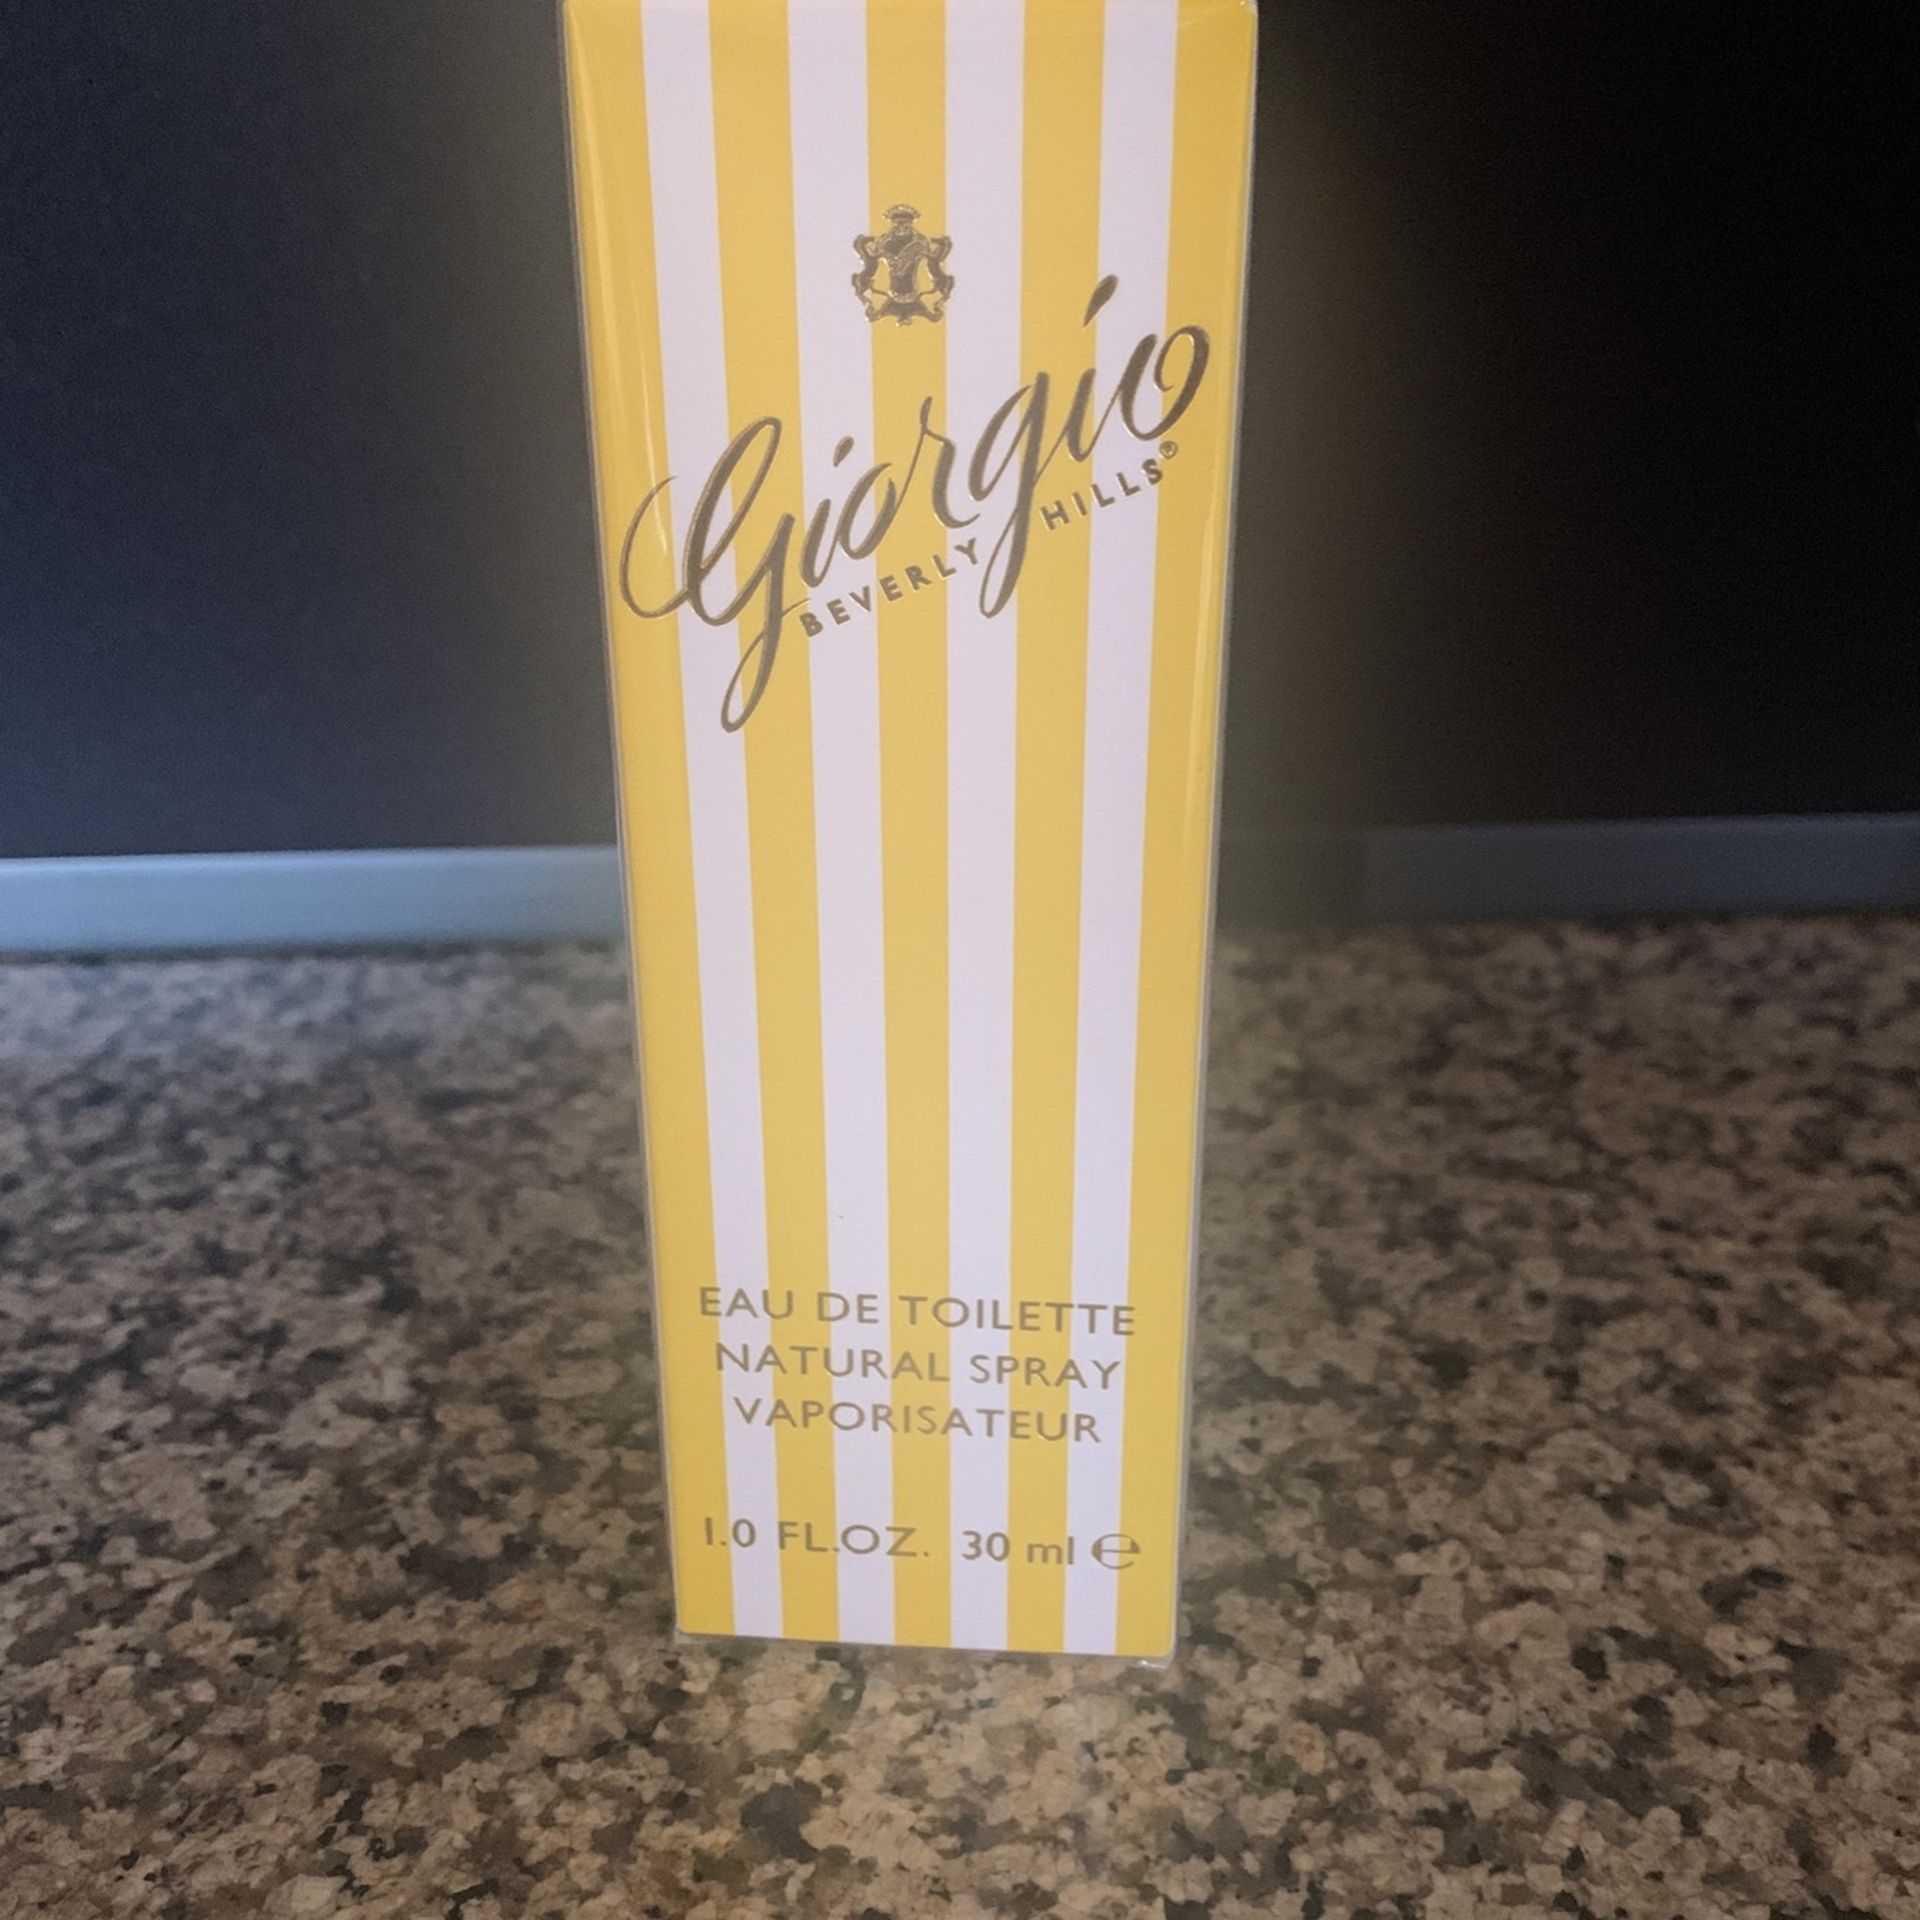 Giorgio
BEVERLY HILLS®
EAU DE TOILETTE
NATURAL SPRAY
VAPORISATEUR
1.0 FL.OZ. 30 ml ℮